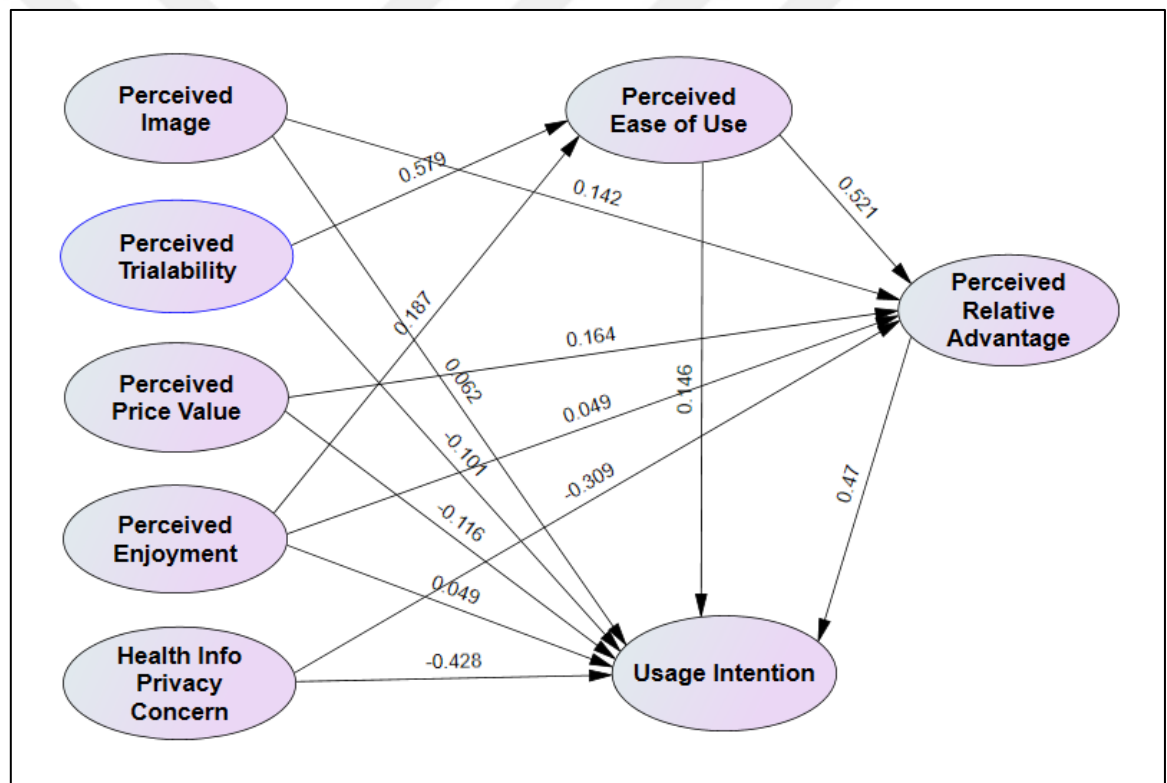 Perceived
Image
Perceived
Ease of Use
0.579
0.142
0.521
Perceived
Trialability
Perceived
Relative
Advantage
0.187
0.164
Perceived
Price Value
0.062
0.146
0.049
-0.101
-0.309
0.47
Perceived
Enjoyment
-0.116
0.049
Health Info
Privacy
Concern
-0.428
Usage Intention